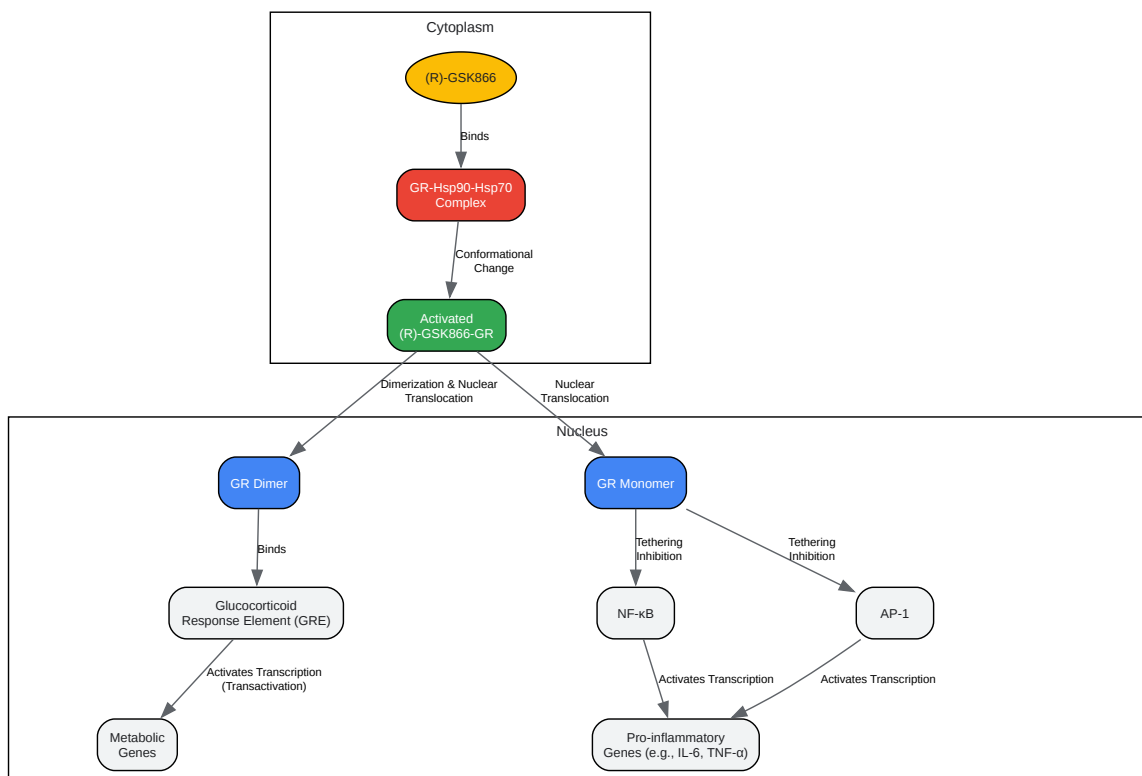 Cytoplasm
(R)-GSK866
Binds
GR-Hsp90-Hsp70
Complex
Conformational
Change
Activated
(R)-GSK866-GR
Dimerization & Nuclear
Translocation
Nuclear
Translocation
Nucleus
GR Dimer
GR Monomer
Binds
Tethering
Inhibition
Tethering
Inhibition
Glucocorticoid
Response Element (GRE)
NF-κB
AP-1
Activates Transcription
(Transactivation)
Activates Transcription
Activates Transcription
Metabolic
Genes
Pro-inflammatory
Genes (e.g., IL-6, TNF-α)